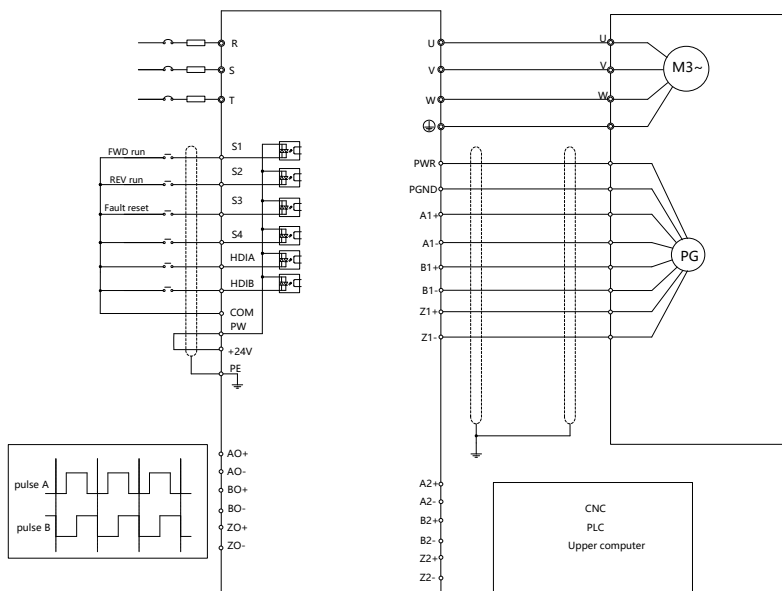 R
S
T
U
V
W
U
V
W
M3~
FWD run
REV run
Fault reset
S1
S2
S3
S4
HDIA
HDIB
COM
PW
+24V
PE
PWR
PGND
A1+
A1-
B1+
B1-
Z1+
Z1-
PG
pulse A
pulse B
AO+
AO-
BO+
BO-
ZO+
ZO-
A2+
A2-
B2+
B2-
Z2+
Z2-
CNC
PLC
Upper computer